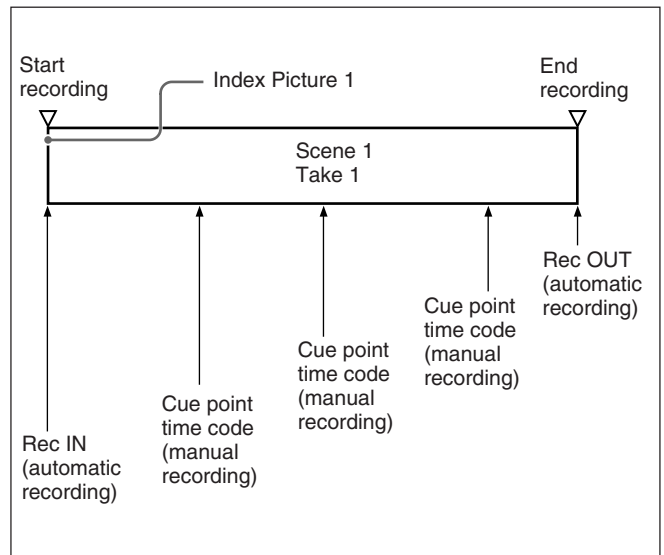 Start
recording
Index Picture 1
End
recording
Scene 1
Take 1
Rec IN
(automatic
recording)
Cue point
time code
(manual
recording)
Cue point
time code
(manual
recording)
Cue point
time code
(manual
recording)
Rec OUT
(automatic
recording)